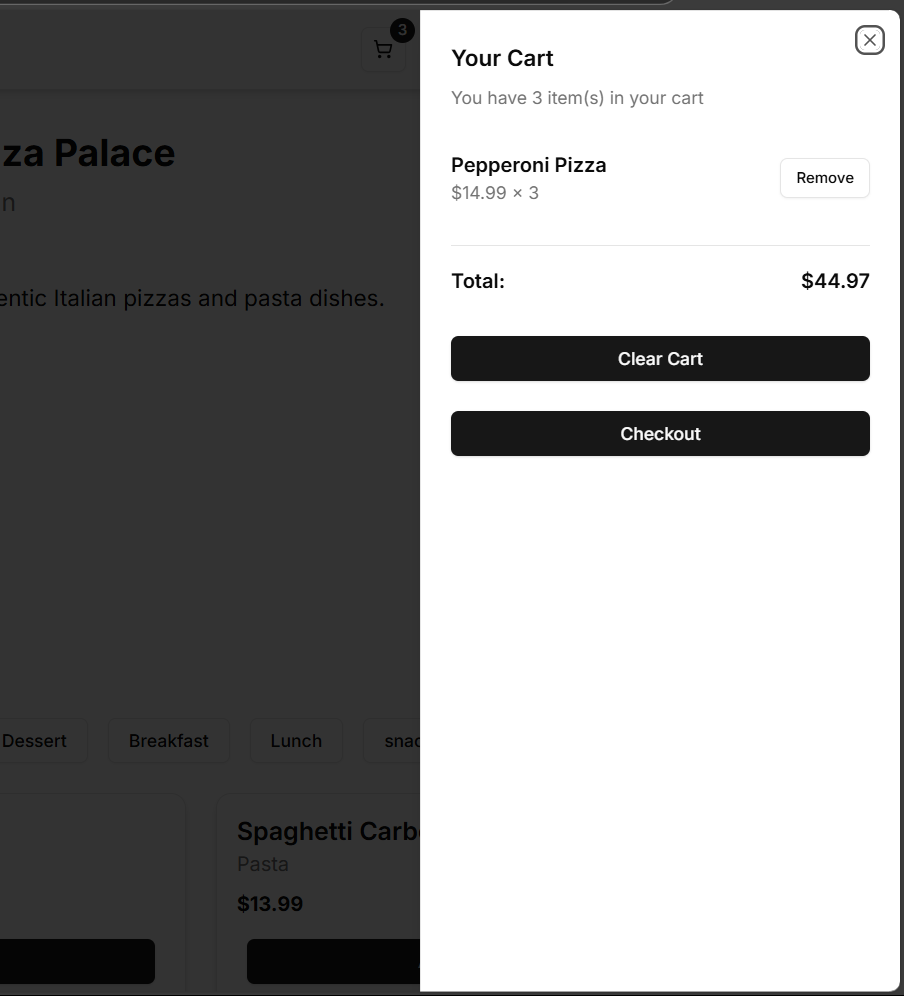 3
za Palace
n
entic Italian pizzas and pasta dishes.
Dessert
Breakfast
Lunch
snac
Spaghetti Carb
Pasta
$13.99
Your Cart
You have 3 item(s) in your cart
Pepperoni Pizza
$14.99 × 3
Remove
Total:
$44.97
Clear Cart
Checkout